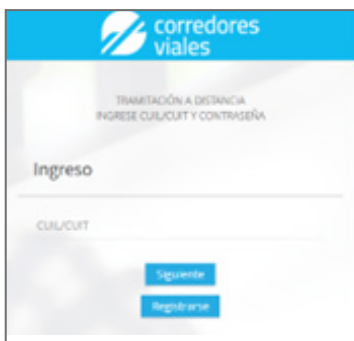 corredores
viales
TRAMITACIÓN A DISTANCIA
INGRESE CUIL/CUIT Y CONTRASEÑA
Ingreso
CUIL/CUIT
Siguiente
Registrarse